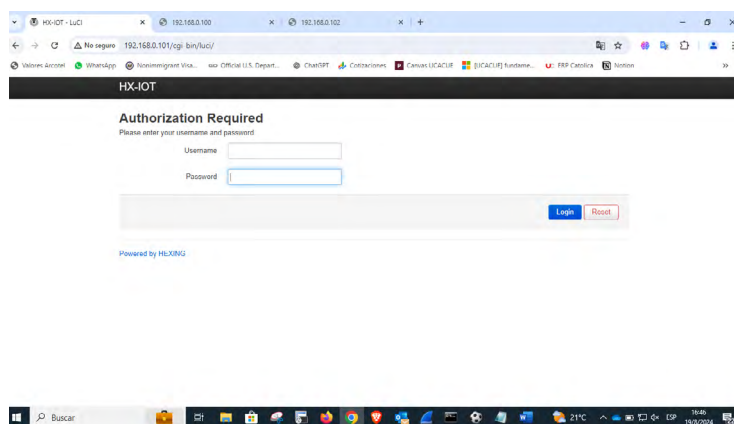 HX-IOT - LuCI
192.168.0.100
192.168.0.102
No seguro 192.168.0.101/cgi bin/luci/
Valores Arcotel WhatsApp Nonimmigrant Visa... Official U.S. Depart... ChatGPT Cotizaciones Canvas UCACUE [UCACUE] fundame... ERP Catolica Notion
HX-IOT
Authorization Required
Please enter your username and password
Username
Password
Login Reset
Powered by HEXING
Buscar
21°C
ESP
16:46
19/8/2024